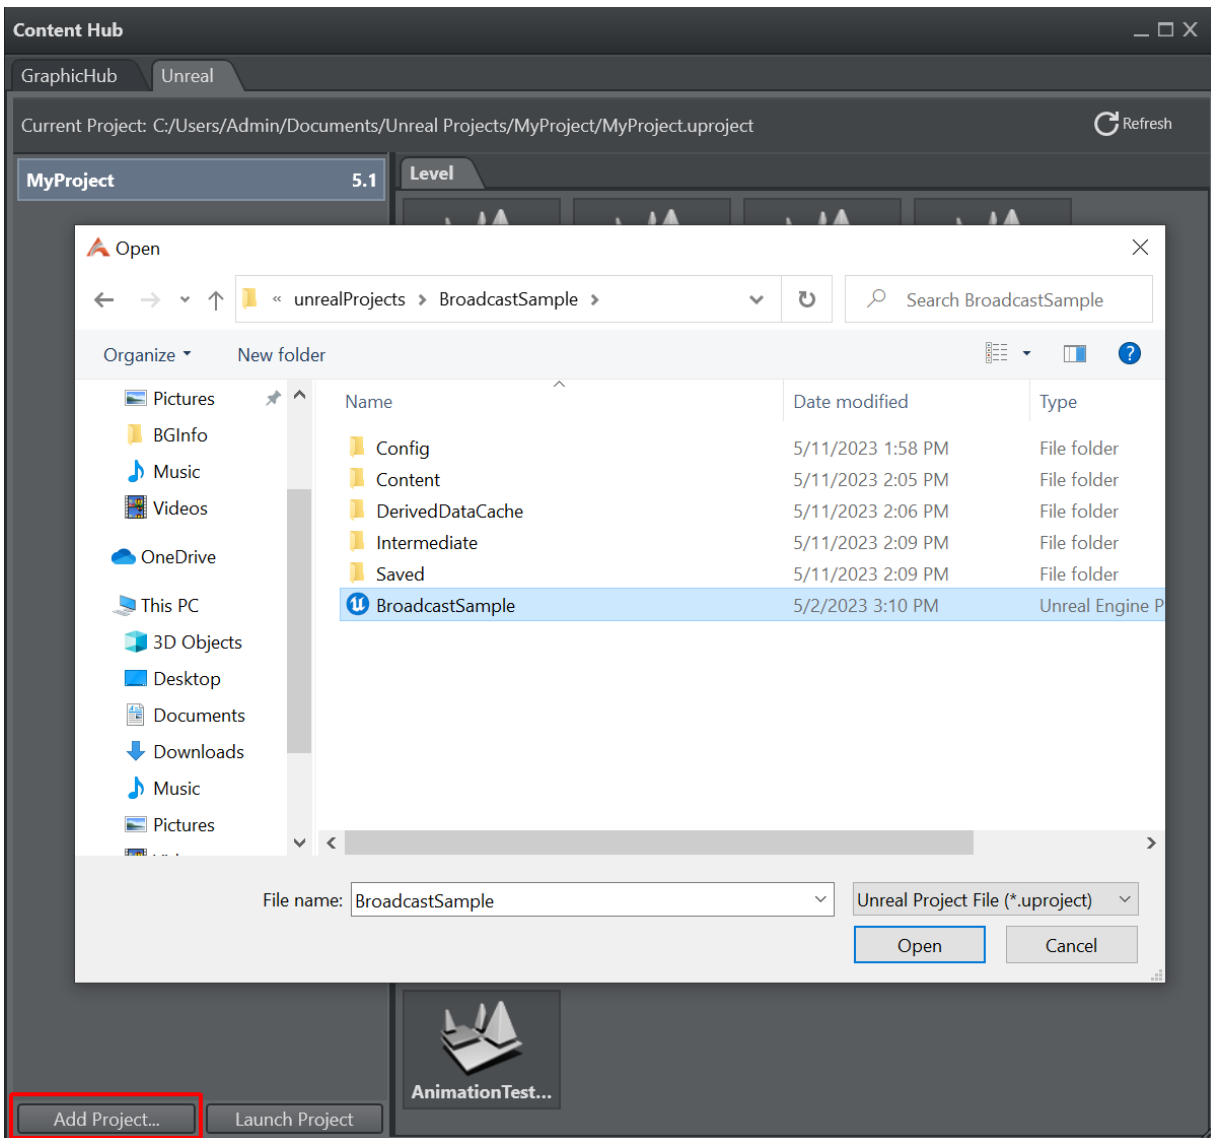 Content Hub
GraphicHub
Unreal
Current Project: C:/Users/Admin/Documents/Unreal Projects/MyProject/MyProject.uproject
Refresh
MyProject 5.1
Level
Open
« unrealProjects > BroadcastSample >
Search BroadcastSample
Organize
New folder
?
Pictures
BGInfo
Music
Videos
OneDrive
This PC
3D Objects
Desktop
Documents
Downloads
Music
Pictures
Name Date modified Type
Config 5/11/2023 1:58 PM File folder
Content 5/11/2023 2:05 PM File folder
DerivedDataCache 5/11/2023 2:06 PM File folder
Intermediate 5/11/2023 2:09 PM File folder
Saved 5/11/2023 2:09 PM File folder
BroadcastSample 5/2/2023 3:10 PM Unreal Engine P
File name: BroadcastSample
Unreal Project File (*.uproject)
Open
Cancel
AnimationTest...
Add Project...
Launch Project